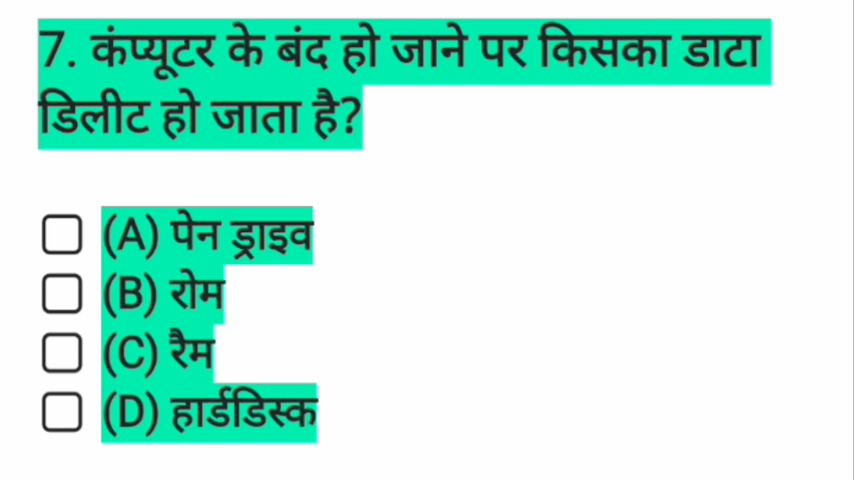 7. कंप्यूटर के बंद हो जाने पर किसका डाटा
डिलीट हो जाता है?
(A) पेन ड्राइव
(B) रोम
(C) रैम
(D) हार्डडिस्क